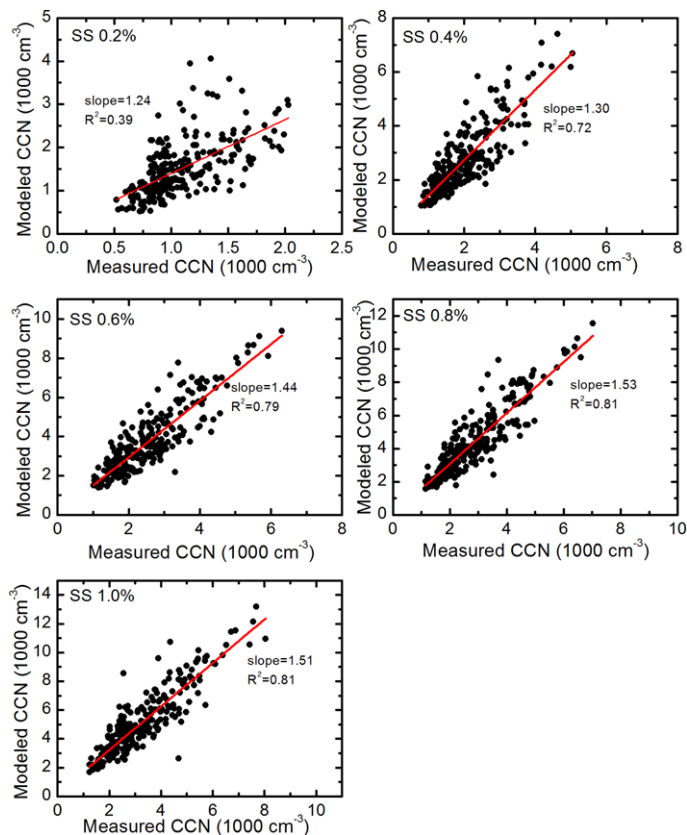 SS 0.2%
slope=1.24
R²=0.39
Modeled CCN (1000 cm⁻³)
5
4
3
2
1
0
0.0 0.5 1.0 1.5 2.0 2.5
Measured CCN (1000 cm⁻³)
SS 0.4%
slope=1.30
R²=0.72
Modeled CCN (1000 cm⁻³)
8
6
4
2
0
0 2 4 6 8
Measured CCN (1000 cm⁻³)
SS 0.6%
slope=1.44
R²=0.79
Modeled CCN (1000 cm⁻³)
10
8
6
4
2
0
0 2 4 6 8
Measured CCN (1000 cm⁻³)
SS 0.8%
slope=1.53
R²=0.81
Modeled CCN (1000 cm⁻³)
12
10
8
6
4
2
0
0 2 4 6 8 10
Measured CCN (1000 cm⁻³)
SS 1.0%
slope=1.51
R²=0.81
Modeled CCN (1000 cm⁻³)
14
12
10
8
6
4
2
0
0 2 4 6 8 10
Measured CCN (1000 cm⁻³)